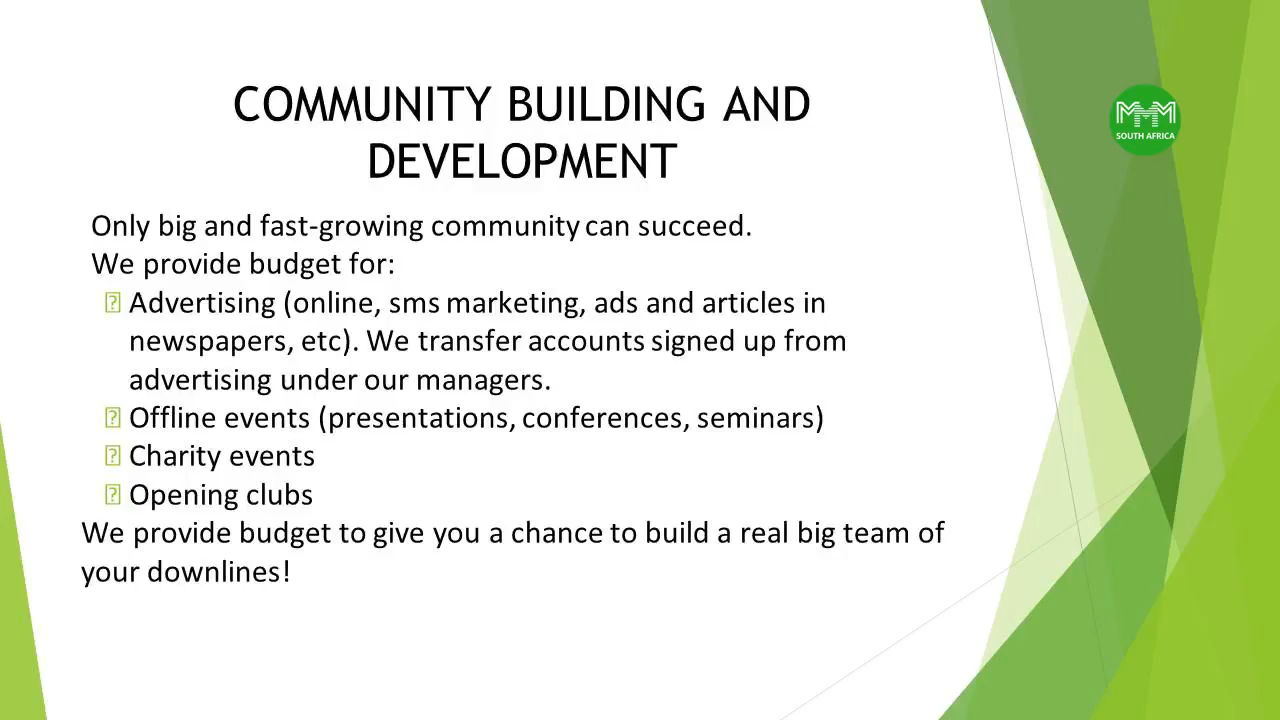 COMMUNITY BUILDING AND
DEVELOPMENT
MMM
SOUTH AFRICA
Only big and fast-growing community can succeed.
We provide budget for:
Advertising (online, sms marketing, ads and articles in
newspapers, etc). We transfer accounts signed up from
advertising under our managers.
Offline events (presentations, conferences, seminars)
Charity events
Opening clubs
We provide budget to give you a chance to build a real big team of
your downlines!